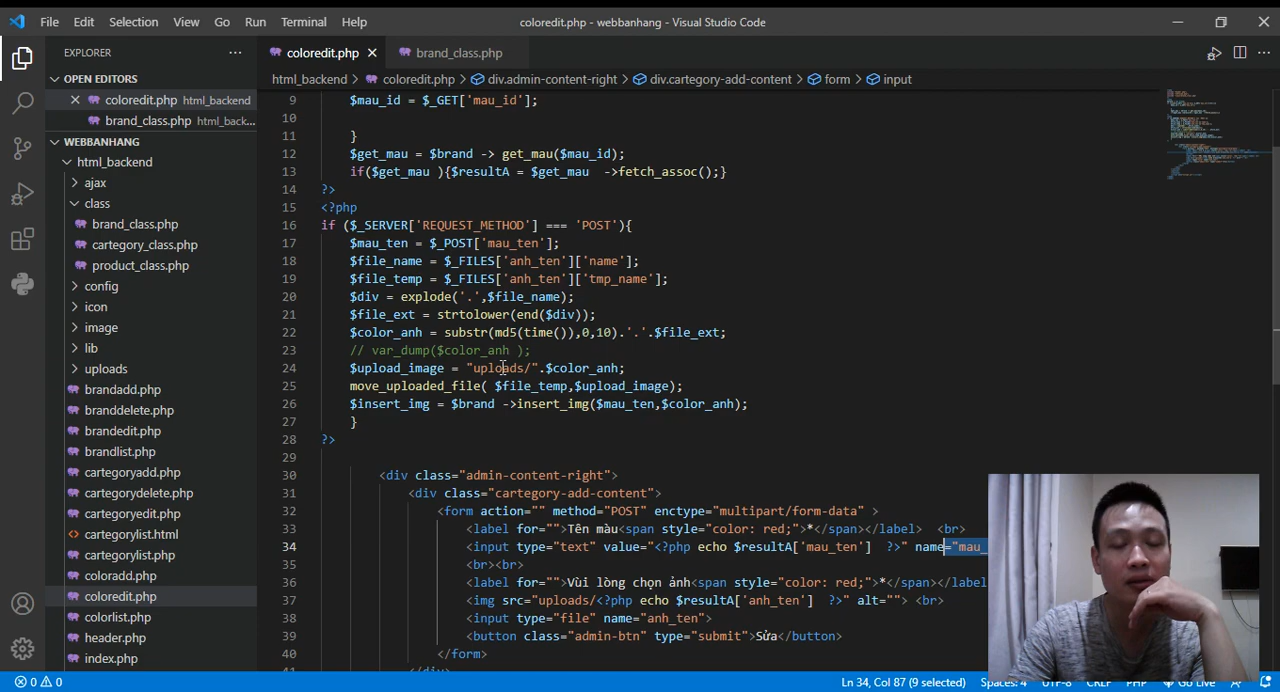 File Edit Selection View Go Run Terminal Help
coloredit.php - webbanhang - Visual Studio Code
EXPLORER ···
coloredit.php
brand_class.php
OPEN EDITORS
html_backend > coloredit.php > div.admin-content-right > div.cartegory-add-content > form > input
coloredit.php html_backend
brand_class.php html_back...
WEBBANHANG
html_backend
ajax
class
brand_class.php
cartegory_class.php
product_class.php
config
icon
image
lib
uploads
brandadd.php
branddelete.php
brandedit.php
brandlist.php
cartegoryadd.php
cartegorydelete.php
cartegoryedit.php
cartegorylist.html
cartegorylist.php
coloradd.php
coloredit.php
colorlist.php
header.php
index.php
9 $mau_id = $_GET['mau_id'];
10
11 }
12 $get_mau = $brand -> get_mau($mau_id);
13 if($get_mau ){$resultA = $get_mau ->fetch_assoc();}
14 ?>
15 <?php
16 if ($_SERVER['REQUEST_METHOD'] === 'POST'){
17 $mau_ten = $_POST['mau_ten'];
18 $file_name = $_FILES['anh_ten']['name'];
19 $file_temp = $_FILES['anh_ten']['tmp_name'];
20 $div = explode('.',$file_name);
21 $file_ext = strtolower(end($div));
22 $color_anh = substr(md5(time()),0,10).'.'.$file_ext;
23 // var_dump($color_anh );
24 $upload_image = "uploads/".$color_anh;
25 move_uploaded_file( $file_temp,$upload_image);
26 $insert_img = $brand ->insert_img($mau_ten,$color_anh);
27 }
28 ?>
29
30 <div class="admin-content-right">
31 <div class="cartegory-add-content">
32 <form action="" method="POST" enctype="multipart/form-data" >
33 <label for="">Tên màu<span style="color: red;">*</span></label> <br>
34 <input type="text" value="<?php echo $resultA['mau_ten'] ?>" name="mau_
35 <br><br>
36 <label for="">Vùi lòng chọn ảnh<span style="color: red;">*</span></label
37 <img src="uploads/<?php echo $resultA['anh_ten'] ?>" alt=""> <br>
38 <input type="file" name="anh_ten">
39 <button class="admin-btn" type="submit">Sửa</button>
40 </form>
0 0
Ln 34, Col 87 (9 selected)